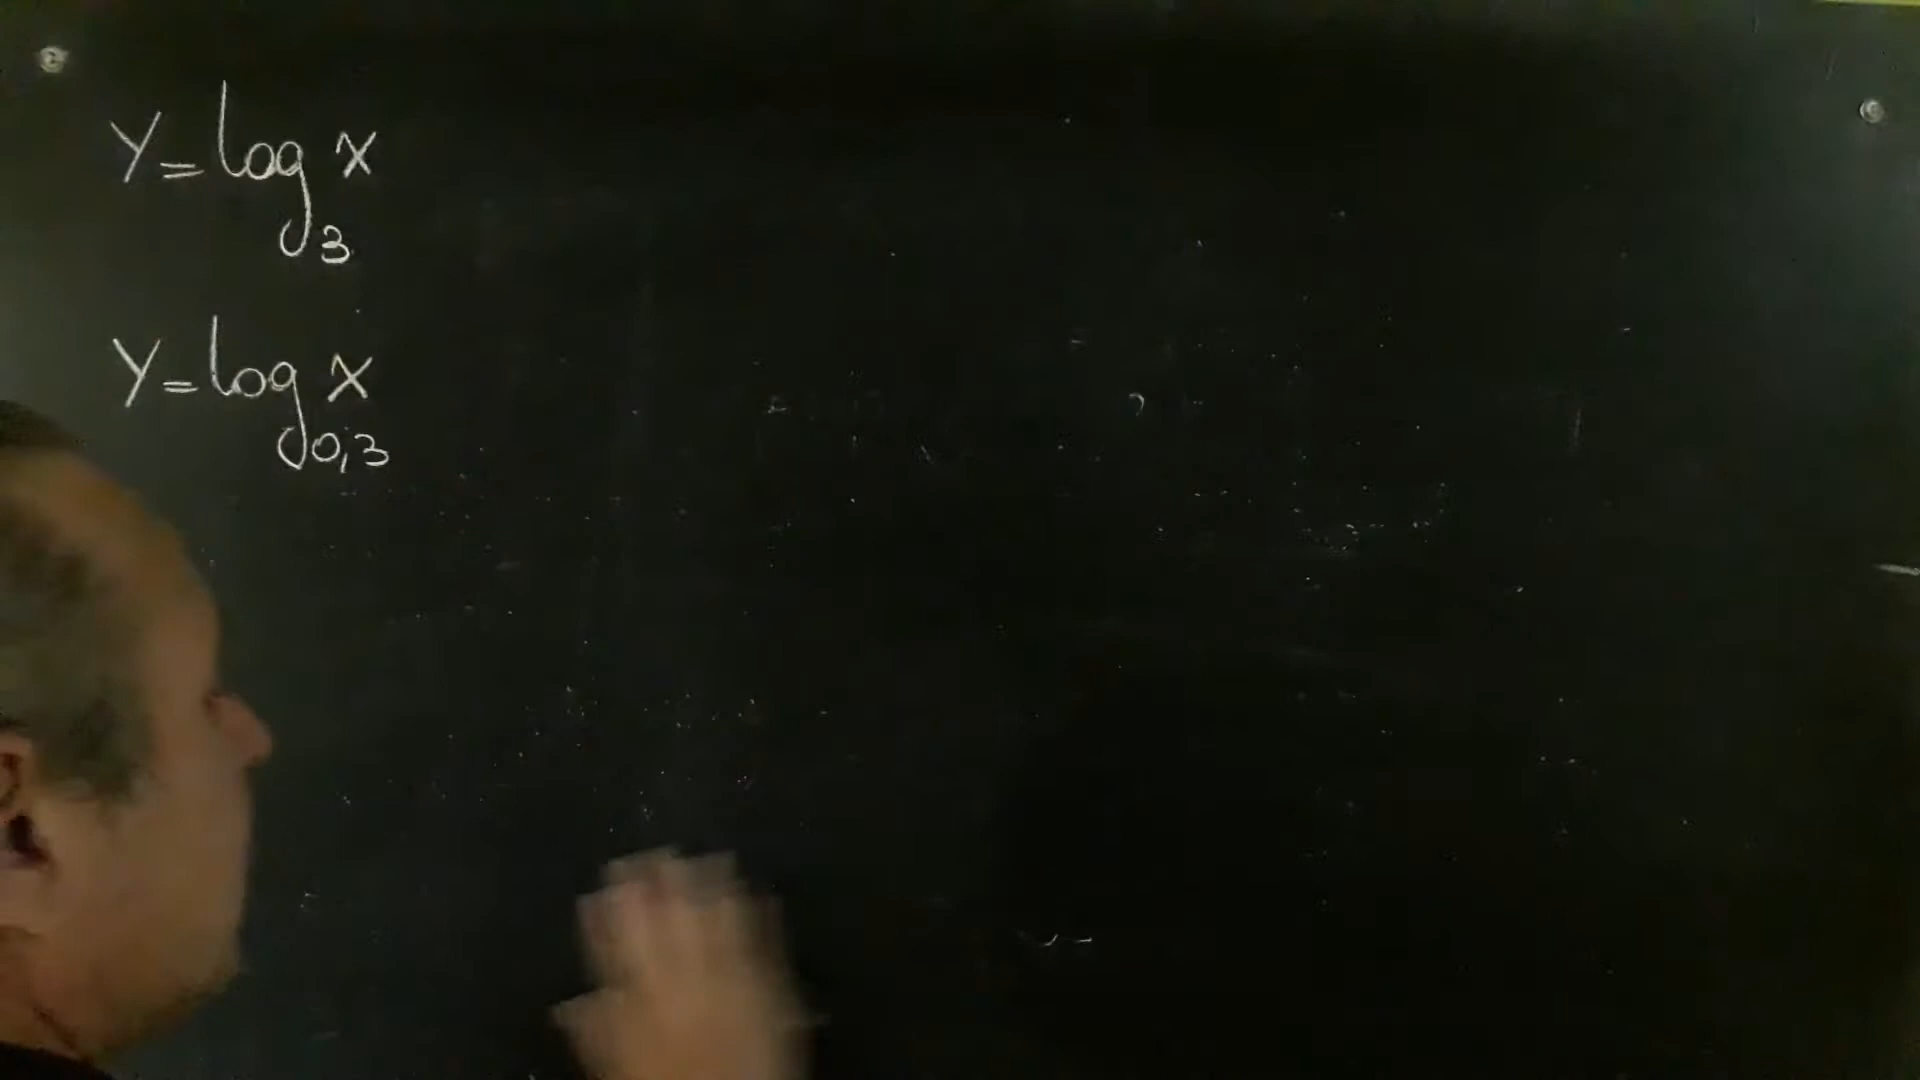 y = log₃ x
y = log₀,₃ x